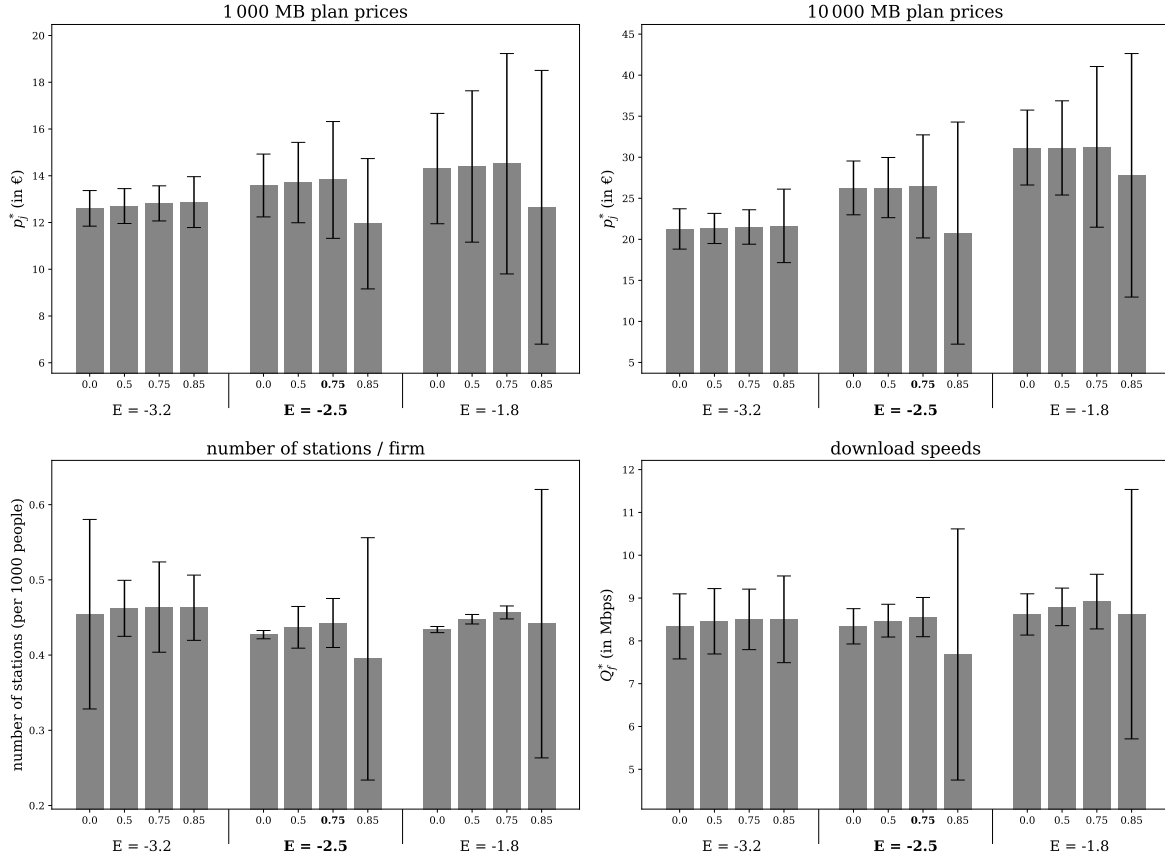 1 000 MB plan prices
20
18
16
14
12
10
8
6
p*j (in €)
0.0 0.5 0.75 0.85 0.0 0.5 0.75 0.85 0.0 0.5 0.75 0.85
E = -3.2 E = -2.5 E = -1.8
10 000 MB plan prices
45
40
35
30
25
20
15
10
5
p*j (in €)
0.0 0.5 0.75 0.85 0.0 0.5 0.75 0.85 0.0 0.5 0.75 0.85
E = -3.2 E = -2.5 E = -1.8
number of stations / firm
0.6
0.5
0.4
0.3
0.2
number of stations (per 1000 people)
0.0 0.5 0.75 0.85 0.0 0.5 0.75 0.85 0.0 0.5 0.75 0.85
E = -3.2 E = -2.5 E = -1.8
download speeds
12
11
10
9
8
7
6
5
Q*f (in Mbps)
0.0 0.5 0.75 0.85 0.0 0.5 0.75 0.85 0.0 0.5 0.75 0.85
E = -3.2 E = -2.5 E = -1.8